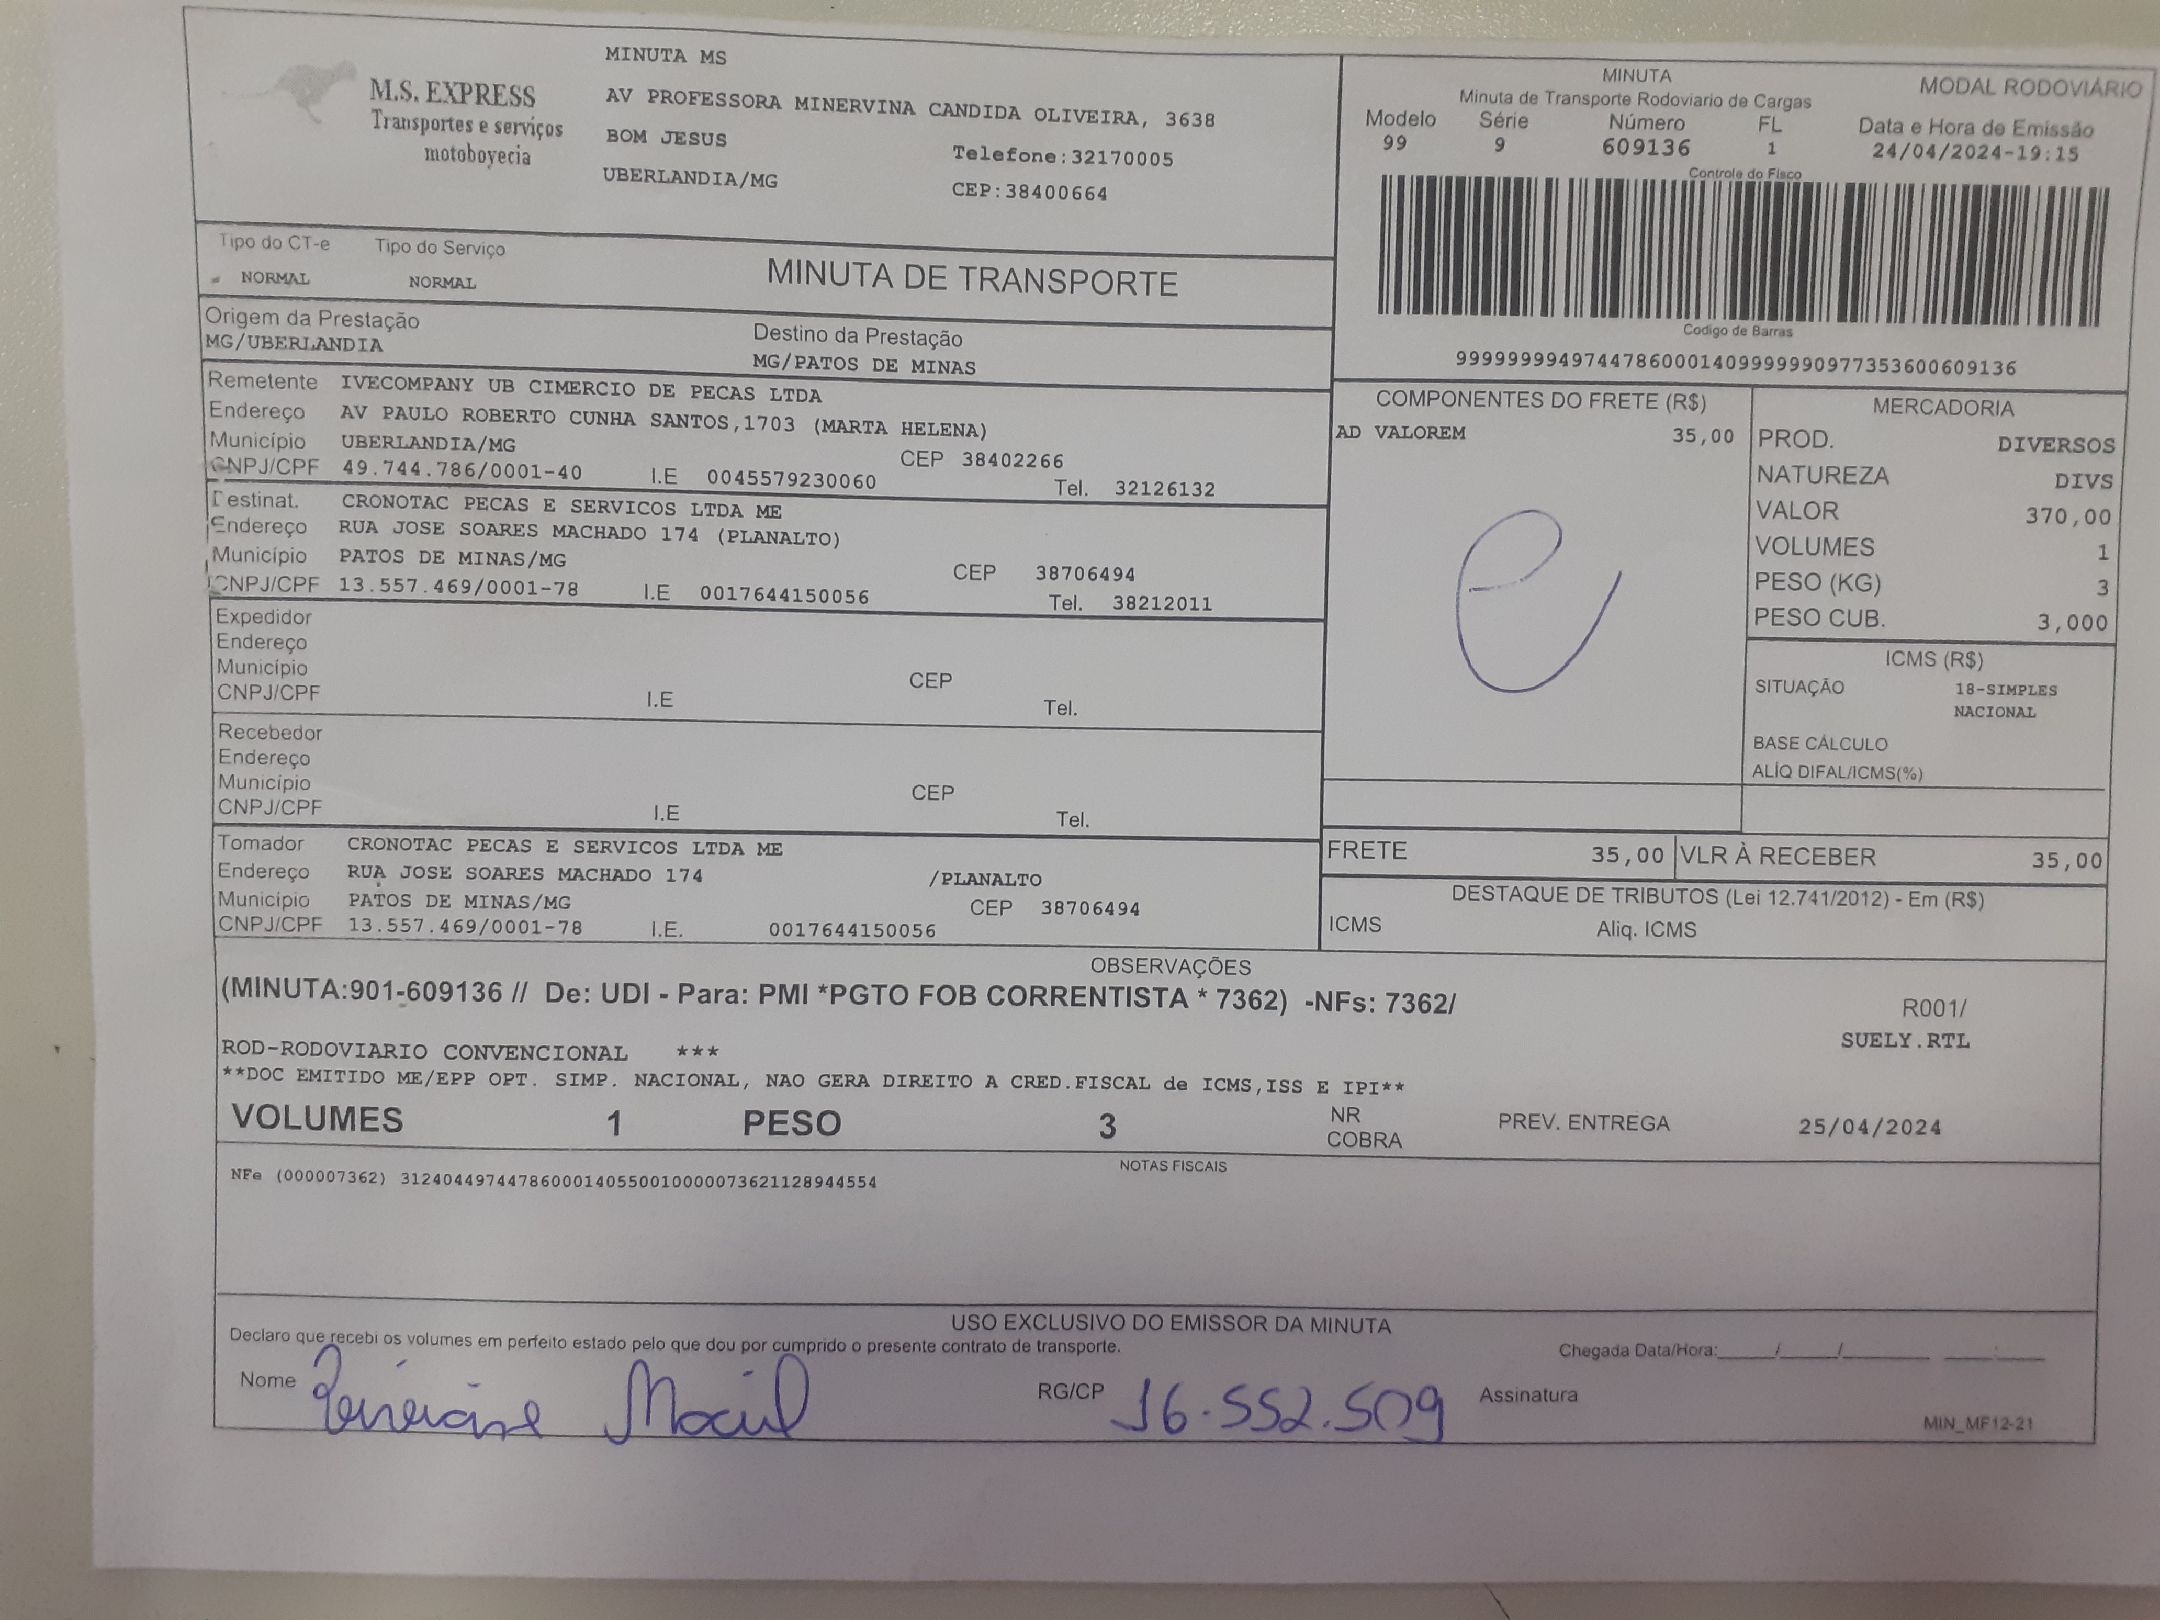 M.S. EXPRESS
Transportes e serviços
motoboyecia
MINUTA MS
AV PROFESSORA MINERVINA CANDIDA OLIVEIRA, 3638
BOM JESUS
Telefone:32170005
UBERLANDIA/MG
CEP:38400664
MINUTA
MODAL RODOVIÁRIO
Minuta de Transporte Rodoviario de Cargas
Modelo Série Número FL Data e Hora de Emissão
99 9 609136 1 24/04/2024-19:15
Controle do Fisco
Codigo de Barras
99999999497447860001409999999097735360060​9136
Tipo do CT-e Tipo do Serviço
NORMAL NORMAL
MINUTA DE TRANSPORTE
Origem da Prestação
MG/UBERLANDIA
Destino da Prestação
MG/PATOS DE MINAS
Remetente IVECOMPANY UB CIMERCIO DE PECAS LTDA
Endereço AV PAULO ROBERTO CUNHA SANTOS,1703 (MARTA HELENA)
Município UBERLANDIA/MG CEP 38402266
CNPJ/CPF 49.744.786/0001-40 I.E 0045579230060 Tel. 32126132
Destinat. CRONOTAC PECAS E SERVICOS LTDA ME
Endereço RUA JOSE SOARES MACHADO 174 (PLANALTO)
Município PATOS DE MINAS/MG CEP 38706494
CNPJ/CPF 13.557.469/0001-78 I.E 0017644150056 Tel. 38212011
Expedidor
Endereço
Município CEP
CNPJ/CPF I.E Tel.
Recebedor
Endereço
Município CEP
CNPJ/CPF I.E Tel.
Tomador CRONOTAC PECAS E SERVICOS LTDA ME
Endereço RUA JOSE SOARES MACHADO 174 /PLANALTO
Município PATOS DE MINAS/MG CEP 38706494
CNPJ/CPF 13.557.469/0001-78 I.E. 0017644150056
COMPONENTES DO FRETE (R$)
AD VALOREM 35,00
MERCADORIA
PROD. DIVERSOS
NATUREZA DIVS
VALOR 370,00
VOLUMES 1
PESO (KG) 3
PESO CUB. 3,000
ICMS (R$)
SITUAÇÃO 18-SIMPLES
NACIONAL
BASE CÁLCULO
ALÍQ DIFAL/ICMS(%)
FRETE 35,00 VLR À RECEBER 35,00
DESTAQUE DE TRIBUTOS (Lei 12.741/2012) - Em (R$)
ICMS Aliq. ICMS
OBSERVAÇÕES
(MINUTA:901-609136 // De: UDI - Para: PMI *PGTO FOB CORRENTISTA * 7362) -NFs: 7362/
R001/
SUELY.RTL
ROD-RODOVIARIO CONVENCIONAL ***
**DOC EMITIDO ME/EPP OPT. SIMP. NACIONAL, NAO GERA DIREITO A CRED.FISCAL de ICMS,ISS E IPI**
VOLUMES 1 PESO 3 NR COBRA PREV. ENTREGA 25/04/2024
NOTAS FISCAIS
NFe (000007362) 31240449744786000140550010000073621128944554
USO EXCLUSIVO DO EMISSOR DA MINUTA
Declaro que recebi os volumes em perfeito estado pelo que dou por cumprido o presente contrato de transporte.
Chegada Data/Hora:____/____/______ ____:____
Nome RG/CP 16.552.509 Assinatura
MIN_MF12-21